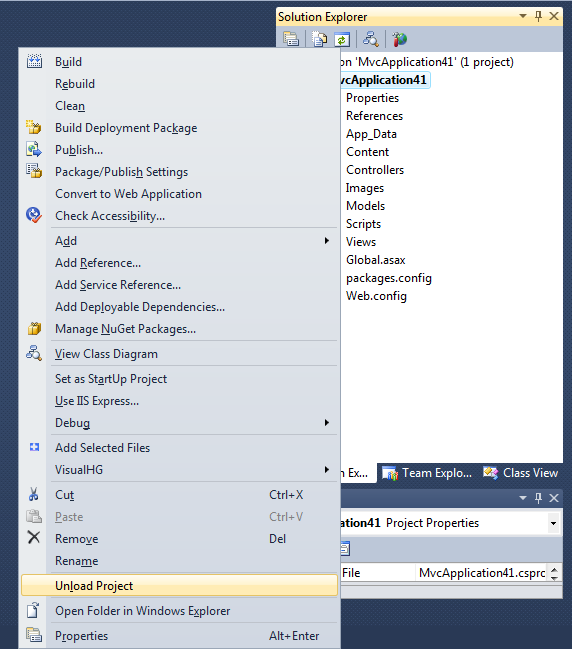 Solution Explorer
on 'MvcApplication41' (1 project)
vcApplication41
Properties
References
App_Data
Content
Controllers
Images
Models
Scripts
Views
Global.asax
packages.config
Web.config
Build
Rebuild
Clean
Build Deployment Package
Publish...
Package/Publish Settings
Convert to Web Application
Check Accessibility...
Add
Add Reference...
Add Service Reference...
Add Deployable Dependencies...
Manage NuGet Packages...
View Class Diagram
Set as StartUp Project
Use IIS Express...
Debug
Add Selected Files
VisualHG
Cut Ctrl+X
Paste Ctrl+V
Remove Del
Rename
Unload Project
Open Folder in Windows Explorer
Properties Alt+Enter
n Ex... Team Explo... Class View
ation41 Project Properties
File MvcApplication41.csprc